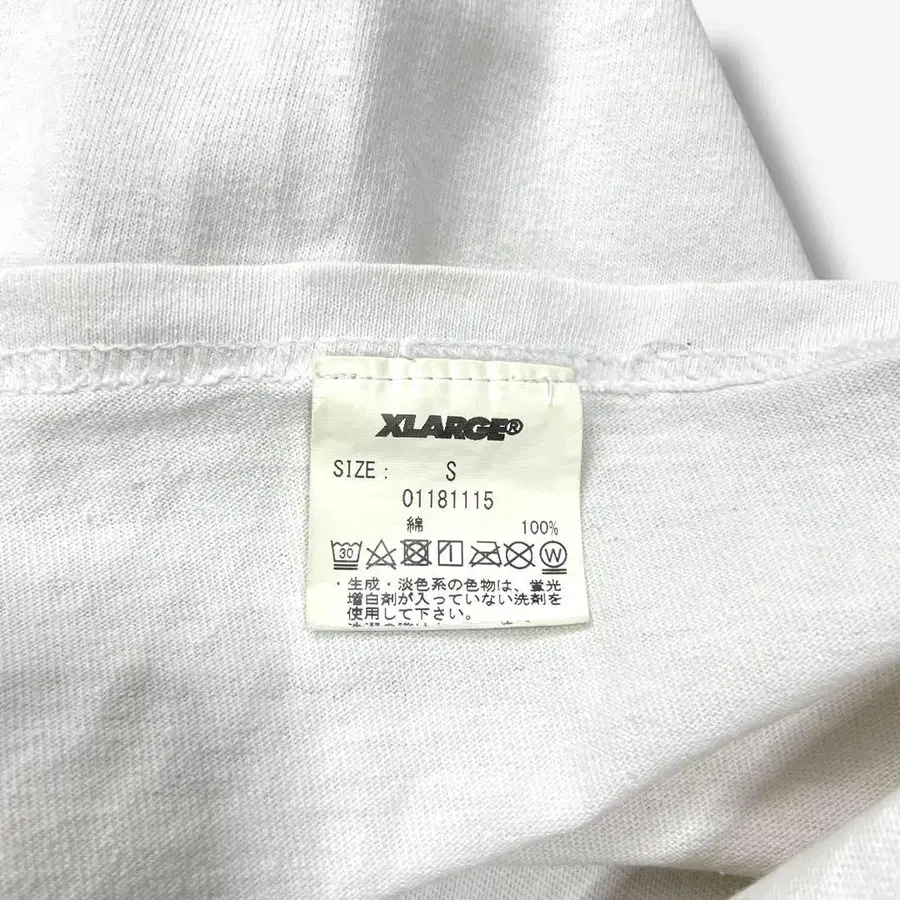 XLARGE®
SIZE : S
01181115
綿 100%
30 W
・生成・淡色系の色物は、蛍光
増白剤が入っていない洗剤を
使用して下さい。